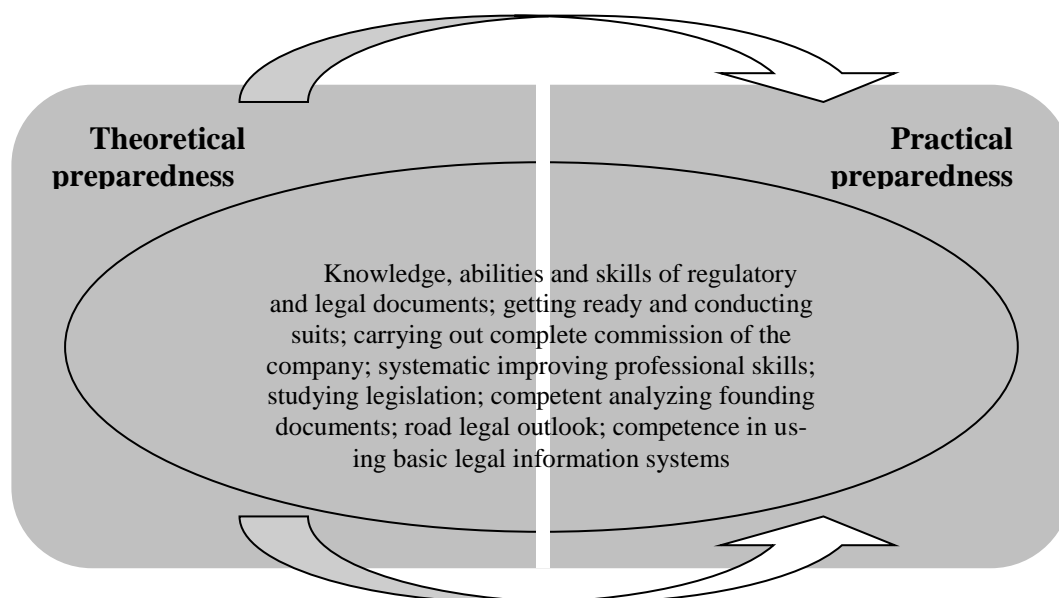 Theoretical
preparedness
Practical
preparedness
Knowledge, abilities and skills of regulatory
and legal documents; getting ready and conducting
suits; carrying out complete commission of the
company; systematic improving professional skills;
studying legislation; competent analyzing founding
documents; road legal outlook; competence in us-
ing basic legal information systems